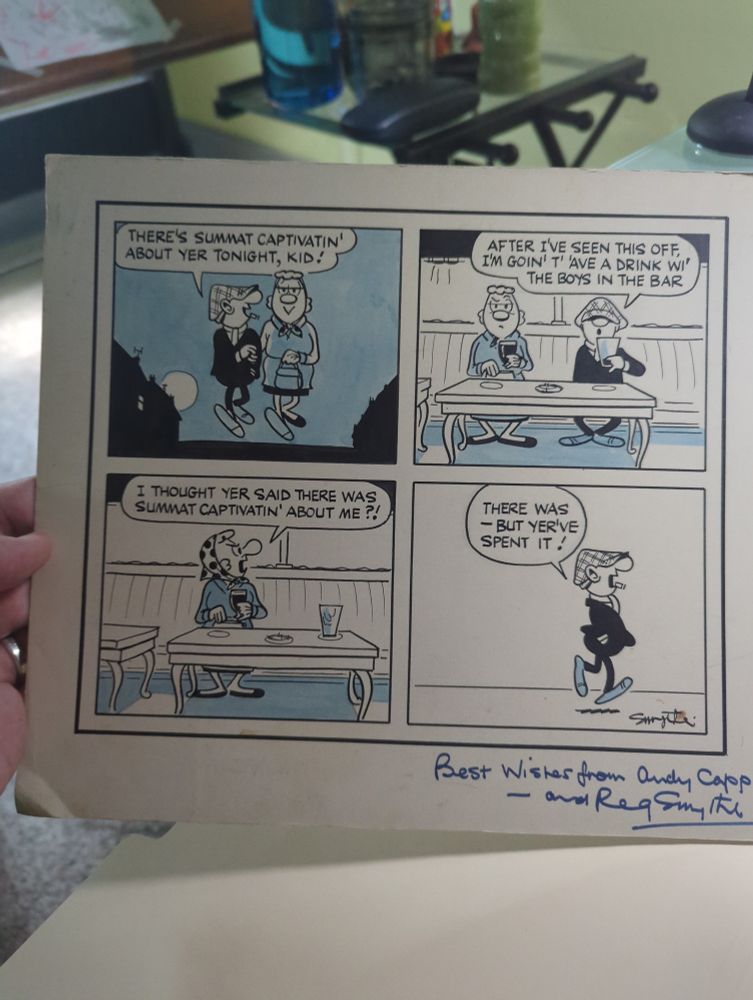 THERE'S SUMMAT CAPTIVATIN'
ABOUT YER TONIGHT, KID!
AFTER I'VE SEEN THIS OFF,
I'M GOIN' T' 'AVE A DRINK WI'
THE BOYS IN THE BAR
I THOUGHT YER SAID THERE WAS
SUMMAT CAPTIVATIN' ABOUT ME?!
THERE WAS
– BUT YER'VE
SPENT IT!
Smythe.
Best Wishes from Andy Capp
— and Reg Smythe